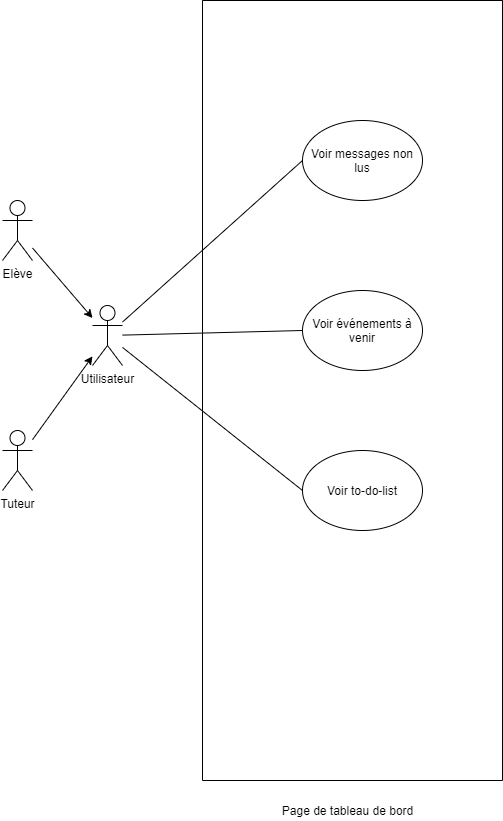 Voir messages non
lus
Elève
Voir événements à
venir
Utilisateur
Voir to-do-list
Tuteur
Page de tableau de bord